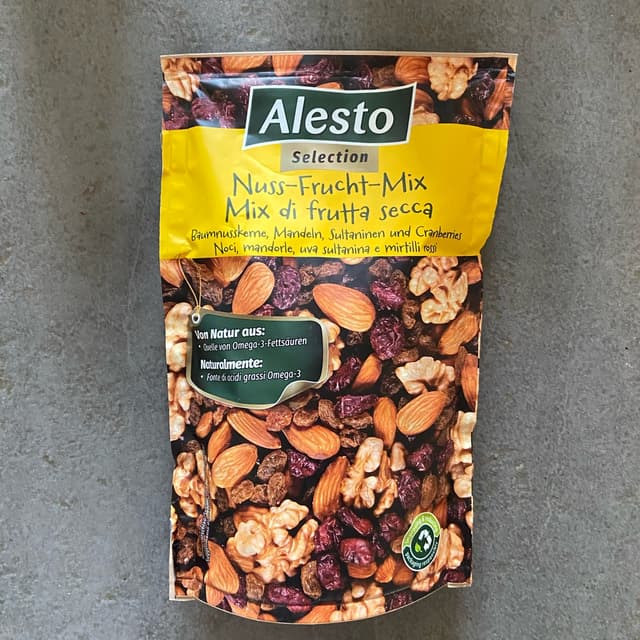 Alesto
Selection
Nuss-Frucht-Mix
Mix di frutta secca
Baumnusskerne, Mandeln, Sultaninen und Cranberries
Noci, mandorle, uva sultanina e mirtilli rossi
Von Natur aus:
• Quelle von Omega-3-Fettsäuren
Naturalmente:
• Fonte di acidi grassi Omega-3